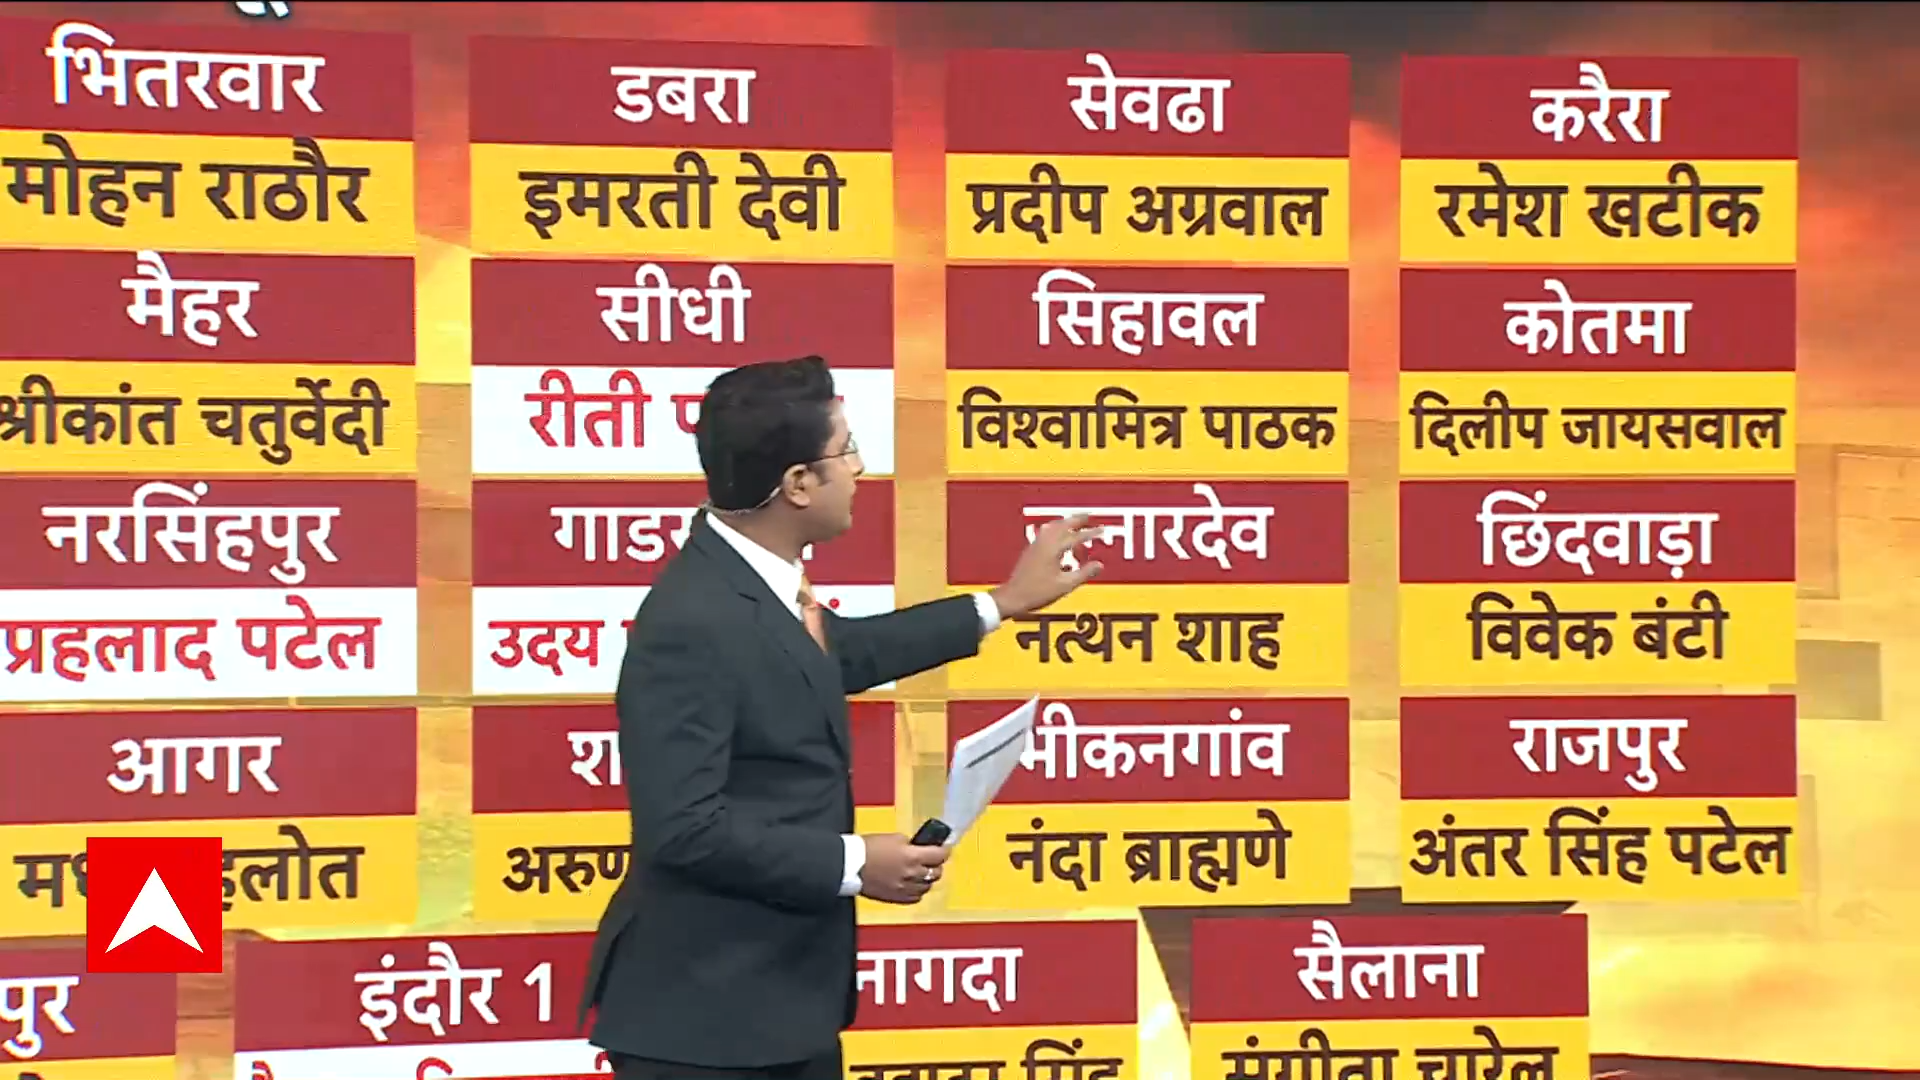 भितरवार
मोहन राठौर
डबरा
इमरती देवी
सेवढा
प्रदीप अग्रवाल
करैरा
रमेश खटीक
मैहर
श्रीकांत चतुर्वेदी
सीधी
रीती
सिहावल
विश्वामित्र पाठक
कोतमा
दिलीप जायसवाल
नरसिंहपुर
प्रहलाद पटेल
उदय
नत्थन शाह
छिंदवाड़ा
विवेक बंटी
आगर
अरुण
भीकनगांव
नंदा ब्राह्मणे
राजपुर
अंतर सिंह पटेल
इंदौर 1
नागदा
सिंह
सैलाना
संगीता चारेल